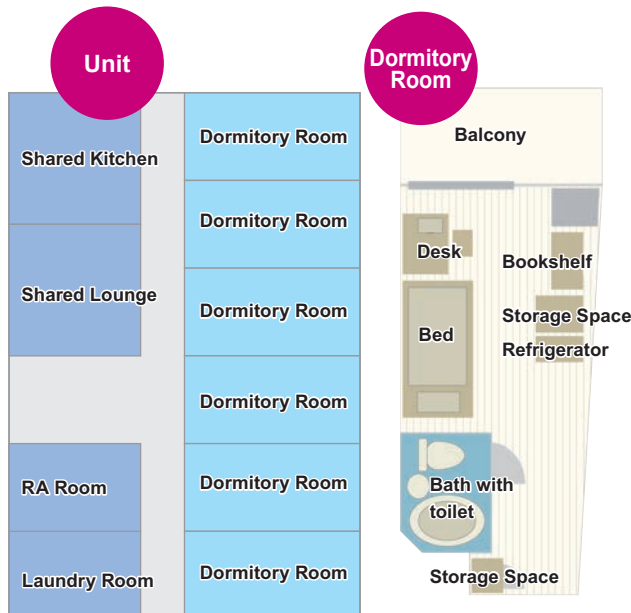 Unit
Shared Kitchen
Shared Lounge
RA Room
Laundry Room
Dormitory Room
Dormitory Room
Dormitory Room
Dormitory Room
Dormitory Room
Dormitory Room
Dormitory
Room
Balcony
Desk
Bookshelf
Storage Space
Bed
Refrigerator
Bath with
toilet
Storage Space